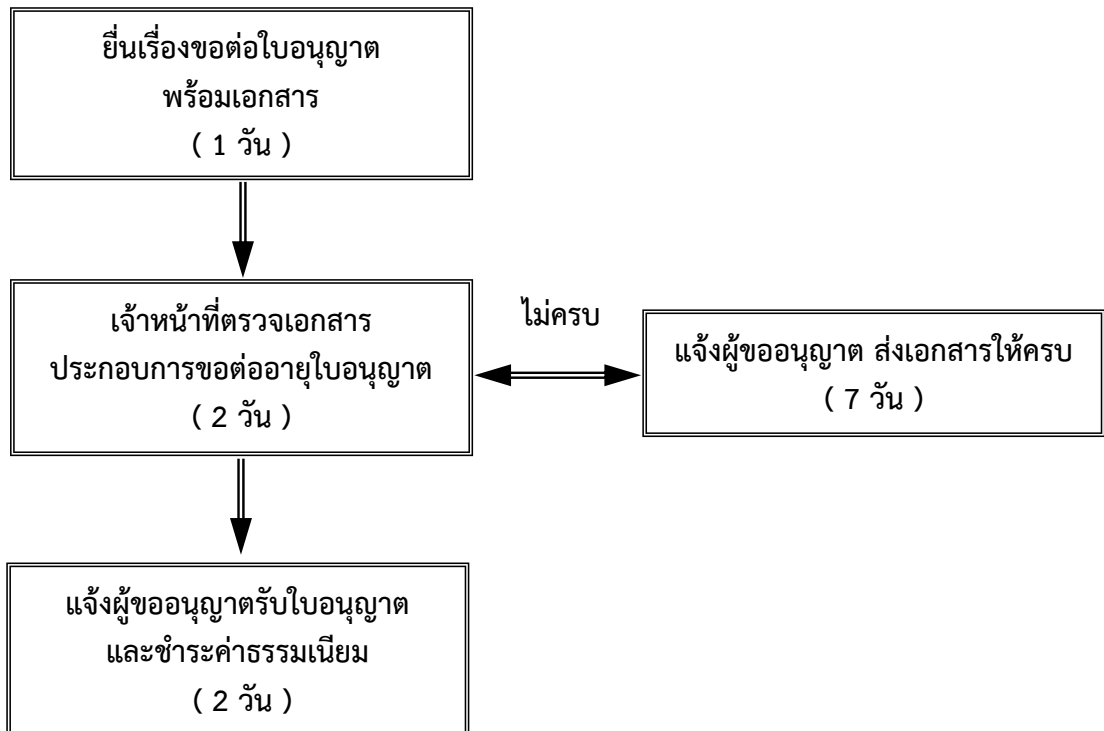 ยื่นเรื่องขอต่อใบอนุญาต
พร้อมเอกสาร
( 1 วัน )
เจ้าหน้าที่ตรวจเอกสาร
ประกอบการขอต่ออายุใบอนุญาต
( 2 วัน )
ไม่ครบ
แจ้งผู้ขออนุญาต ส่งเอกสารให้ครบ
( 7 วัน )
แจ้งผู้ขออนุญาตรับใบอนุญาต
และชำระค่าธรรมเนียม
( 2 วัน )